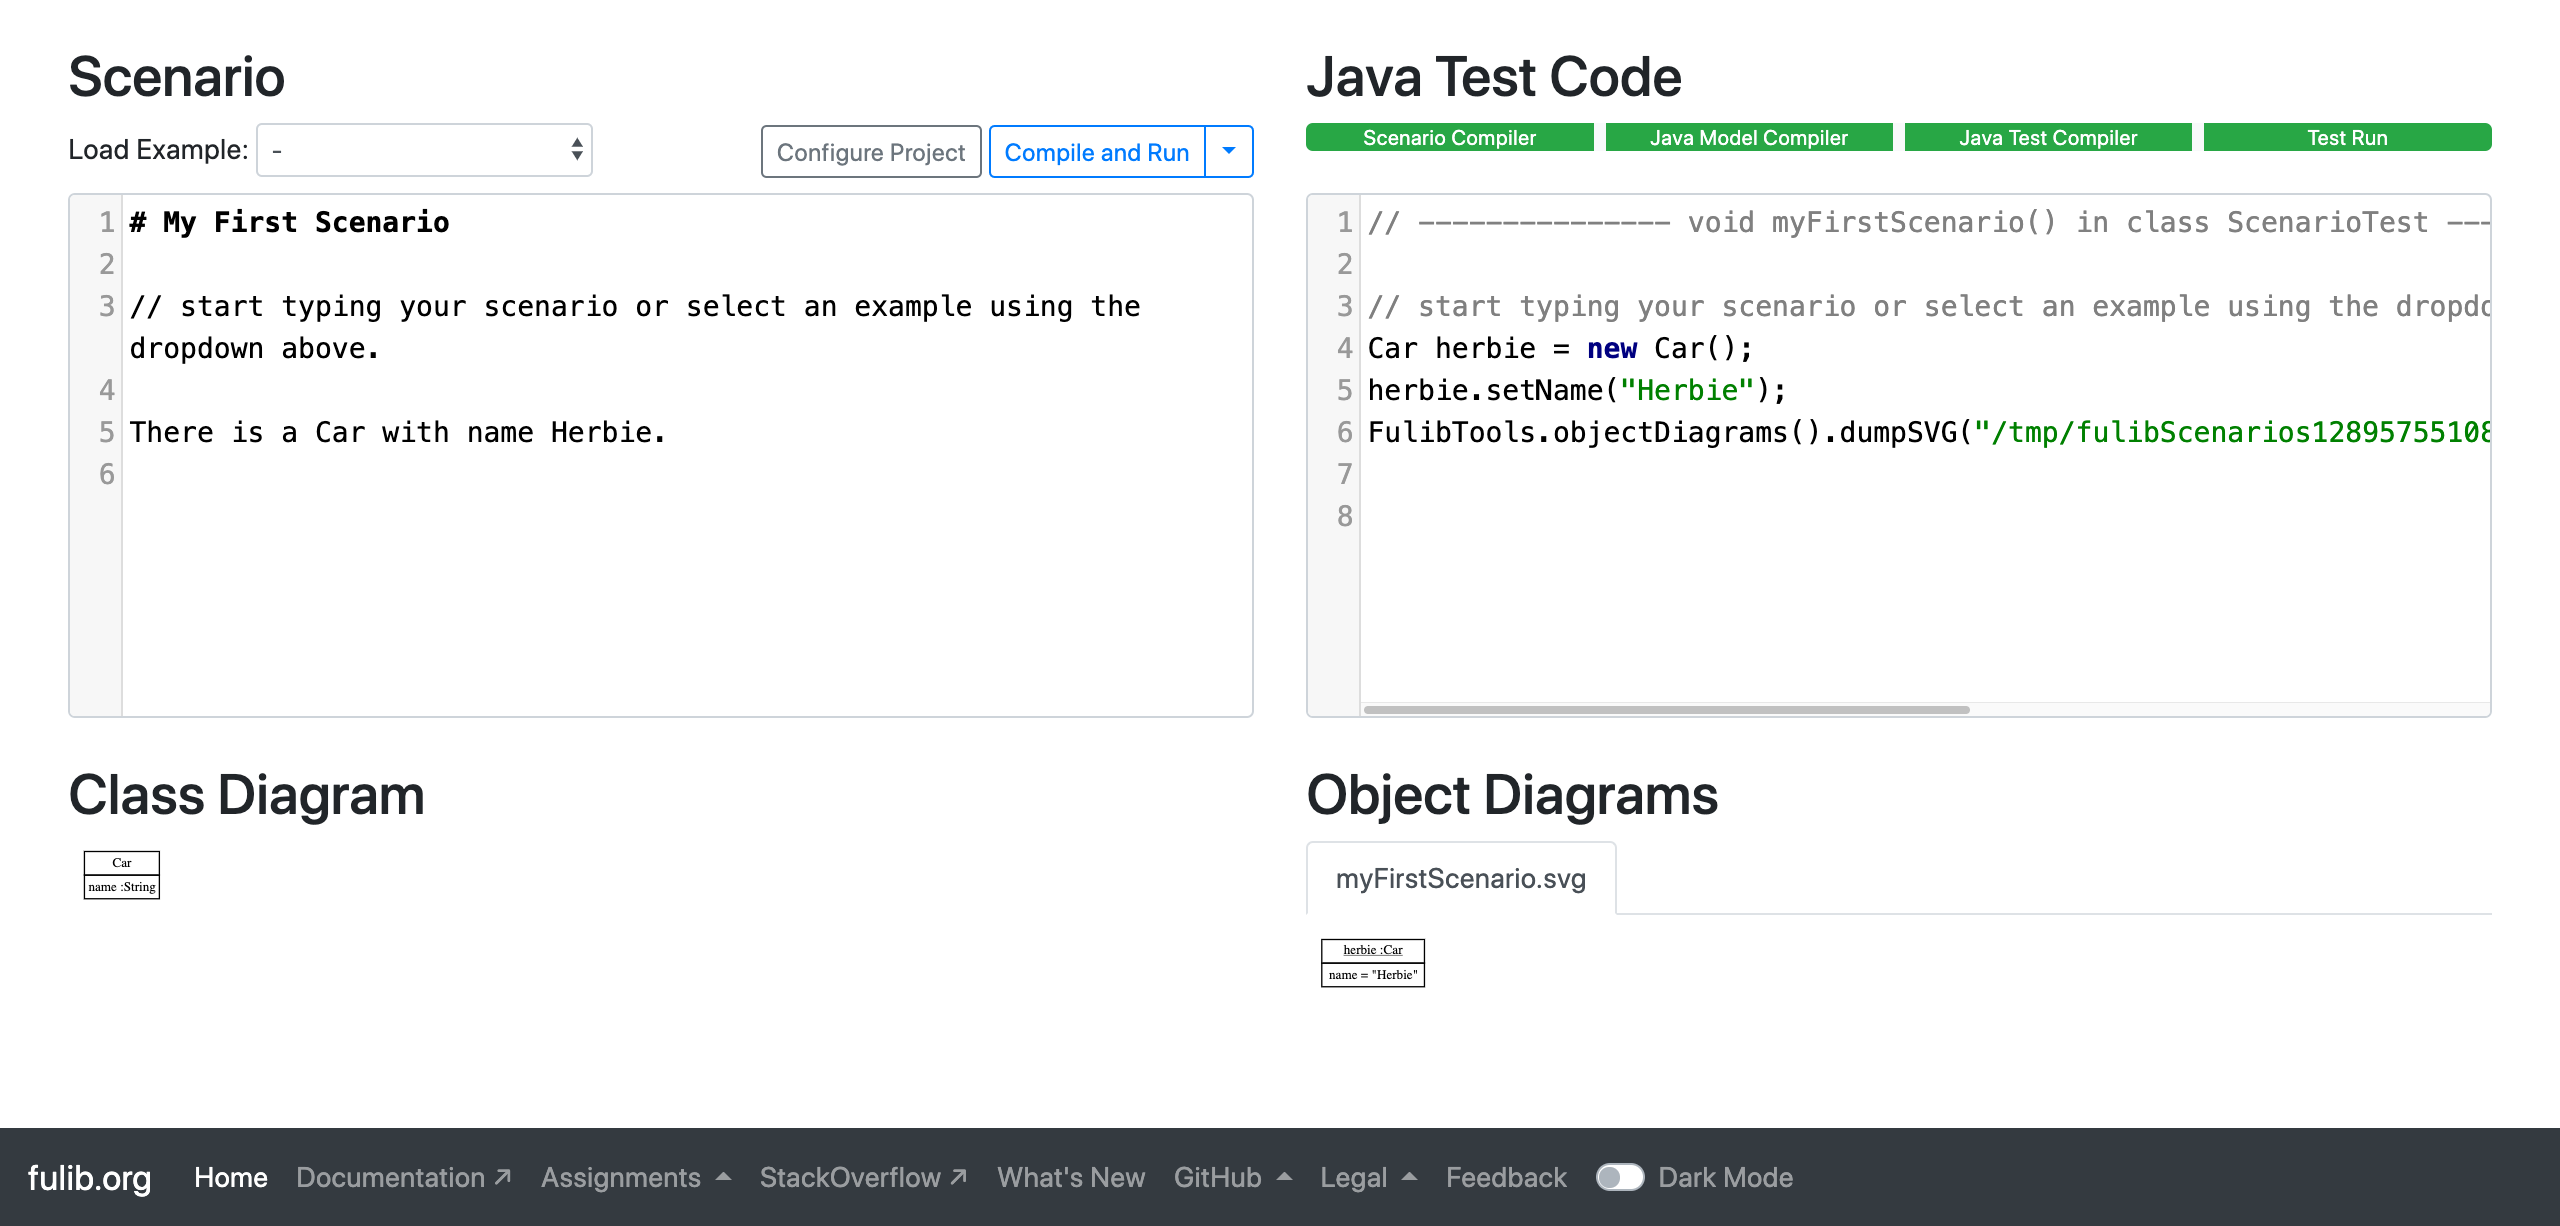 Scenario
Load Example: -
Configure Project
Compile and Run
1 # My First Scenario
2
3 // start typing your scenario or select an example using the
dropdown above.
4
5 There is a Car with name Herbie.
6
Java Test Code
Scenario Compiler
Java Model Compiler
Java Test Compiler
Test Run
1 // --------------- void myFirstScenario() in class ScenarioTest ---
2
3 // start typing your scenario or select an example using the dropdo
4 Car herbie = new Car();
5 herbie.setName("Herbie");
6 FulibTools.objectDiagrams().dumpSVG("/tmp/fulibScenarios12895755108
7
8
Class Diagram
Car
name :String
Object Diagrams
myFirstScenario.svg
herbie :Car
name = "Herbie"
fulib.org Home Documentation Assignments StackOverflow What's New GitHub Legal Feedback Dark Mode